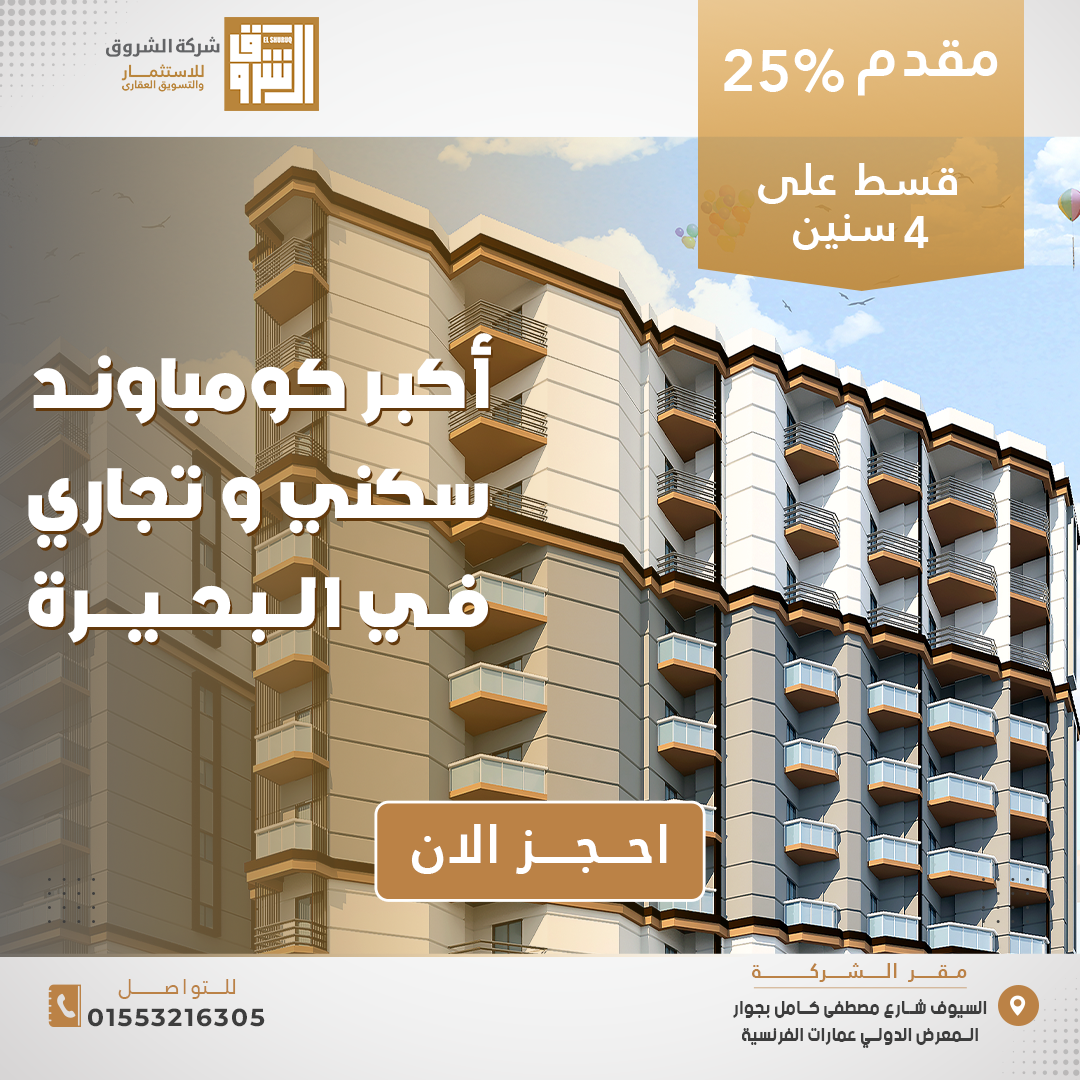 شركة الشروق
للاستثمار
والتسويق العقارى
EL SHURUQ
الشروق
مقدم 25%
قسط على
4 سنين
أكبر كومباوند
سكني و تجاري
في البحيرة
احجز الان
للتواصل
01553216305
مقر الشركة
السيوف شارع مصطفى كامل بجوار
المعرض الدولي عمارات الفرنسية